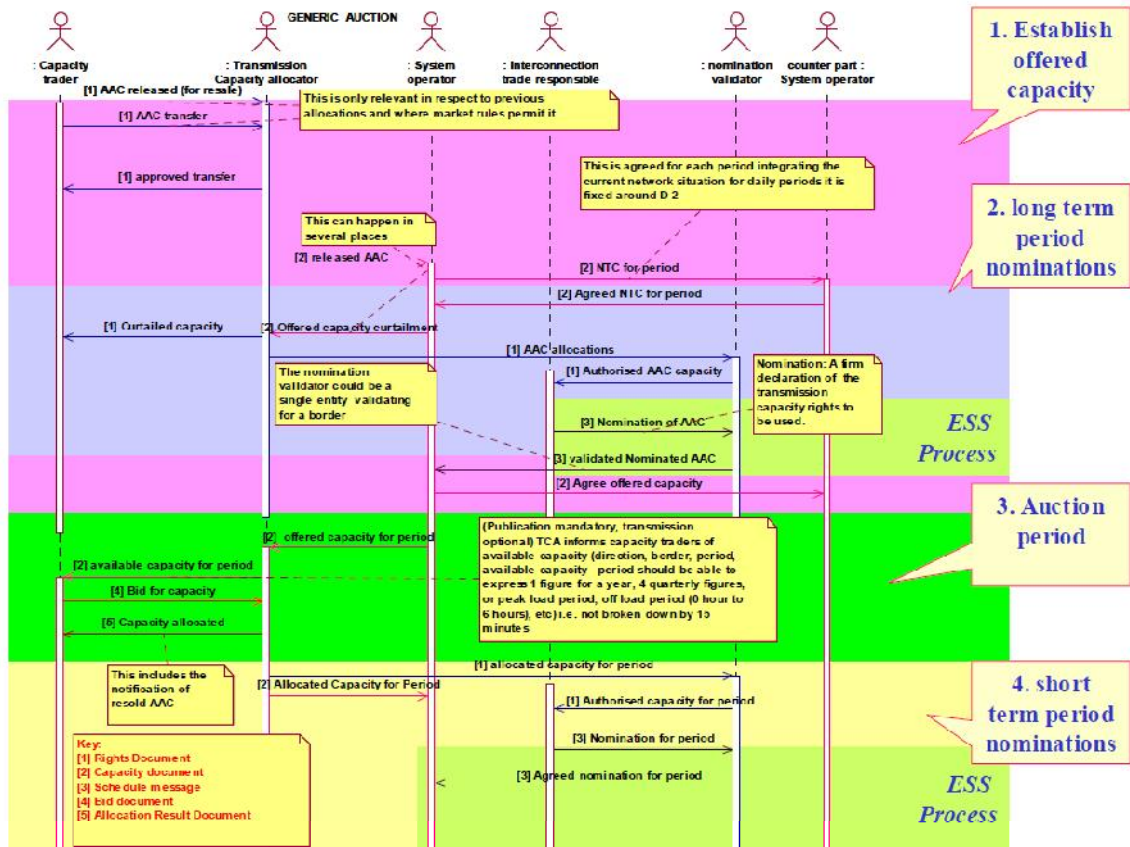 GENERIC AUCTION
: Capacity
trader
: Transmission
Capacity allocator
: System
operator
: Interconnection
trade responsible
: nomination
validator
counter part :
System operator
1. Establish
offered
capacity
[1] AAC released (for resale)
This is only relevant in respect to previous
allocations and where market rules permit it
[1] AAC transfer
[1] approved transfer
This is agreed for each period integrating the
current network situation for daily periods it is
fixed around D-2
2. long term
period
nominations
This can happen in
several places
[2] released AAC
[2] NTC for period
[2] Agreed NTC for period
[1] Curtailed capacity
[2] Offered capacity curtailment
[1] AAC allocations
The nomination
validator could be a
single entity validating
for a border
[1] Authorised AAC capacity
Nomination: A firm
declaration of the
transmission
capacity rights to
be used.
[3] Nomination of AAC
ESS
Process
[3] validated Nominated AAC
[2] Agree offered capacity
3. Auction
period
[2] offered capacity for period
(Publication mandatory, transmission
optional) TCA informs capacity traders of
available capacity (direction, border, period,
available capacity - period should be able to
express 1 figure for a year, 4 quarterly figures,
or peak load period, off load period (0 hour to
6 hours), etc) i.e. not broken down by 15
minutes
[2] available capacity for period
[4] Bid for capacity
[5] Capacity allocated
[1] allocated capacity for period
This includes the
notification of
resold AAC
[2] Allocated Capacity for Period
[1] Authorised capacity for period
4. short
term period
nominations
[3] Nomination for period
Key:
[1] Rights Document
[2] Capacity document
[3] Schedule message
[4] Bid document
[5] Allocation Result Document
[3] Agreed nomination for period
ESS
Process